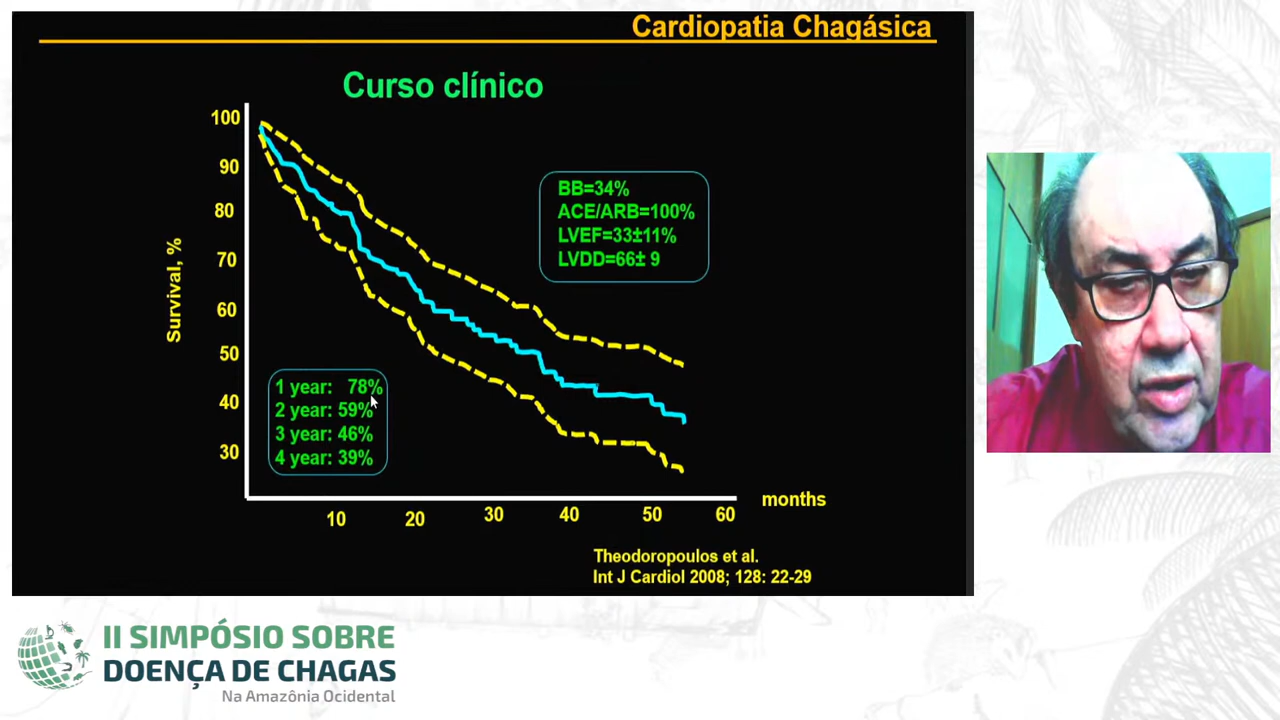 Cardiopatia Chagásica
Curso clínico
100
90
80
70
60
50
40
30
Survival, %
BB=34%
ACE/ARB=100%
LVEF=33±11%
LVDD=66± 9
1 year: 78%
2 year: 59%
3 year: 46%
4 year: 39%
10 20 30 40 50 60 months
Theodoropoulos et al.
Int J Cardiol 2008; 128: 22-29
II SIMPÓSIO SOBRE
DOENÇA DE CHAGAS
Na Amazônia Ocidental